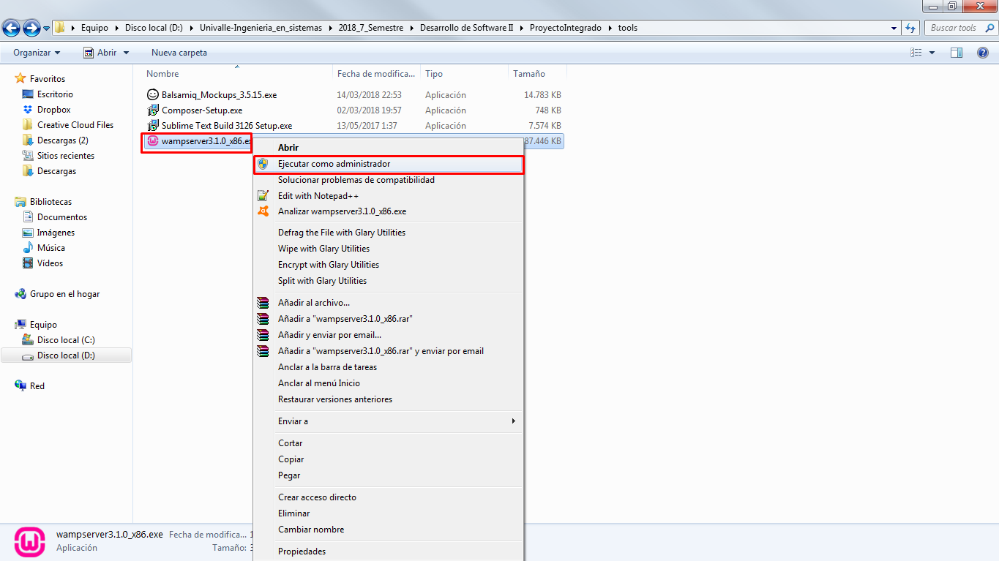 Equipo Disco local (D:) Univalle-Ingenieria_en_sistemas 2018_7_Semestre Desarrollo de Software II ProyectoIntegrado tools
Buscar tools
Organizar Abrir Nueva carpeta
Nombre Fecha de modifica... Tipo Tamaño
Balsamiq_Mockups_3.5.15.exe 14/03/2018 22:53 Aplicación 14.783 KB
Composer-Setup.exe 02/03/2018 19:57 Aplicación 748 KB
Sublime Text Build 3126 Setup.exe 13/05/2017 1:37 Aplicación 7.574 KB
wampserver3.1.0_x86.ex 87.446 KB
Favoritos
Escritorio
Dropbox
Creative Cloud Files
Descargas (2)
Sitios recientes
Descargas
Bibliotecas
Documentos
Imágenes
Música
Vídeos
Grupo en el hogar
Equipo
Disco local (C:)
Disco local (D:)
Red
Abrir
Ejecutar como administrador
Solucionar problemas de compatibilidad
Edit with Notepad++
Analizar wampserver3.1.0_x86.exe
Defrag the File with Glary Utilities
Wipe with Glary Utilities
Encrypt with Glary Utilities
Split with Glary Utilities
Añadir al archivo...
Añadir a "wampserver3.1.0_x86.rar"
Añadir y enviar por email...
Añadir a "wampserver3.1.0_x86.rar" y enviar por email
Anclar a la barra de tareas
Anclar al menú Inicio
Restaurar versiones anteriores
Enviar a
Cortar
Copiar
Pegar
Crear acceso directo
Eliminar
Cambiar nombre
Propiedades
wampserver3.1.0_x86.exe Fecha de modifica... 1
Aplicación Tamaño: 3